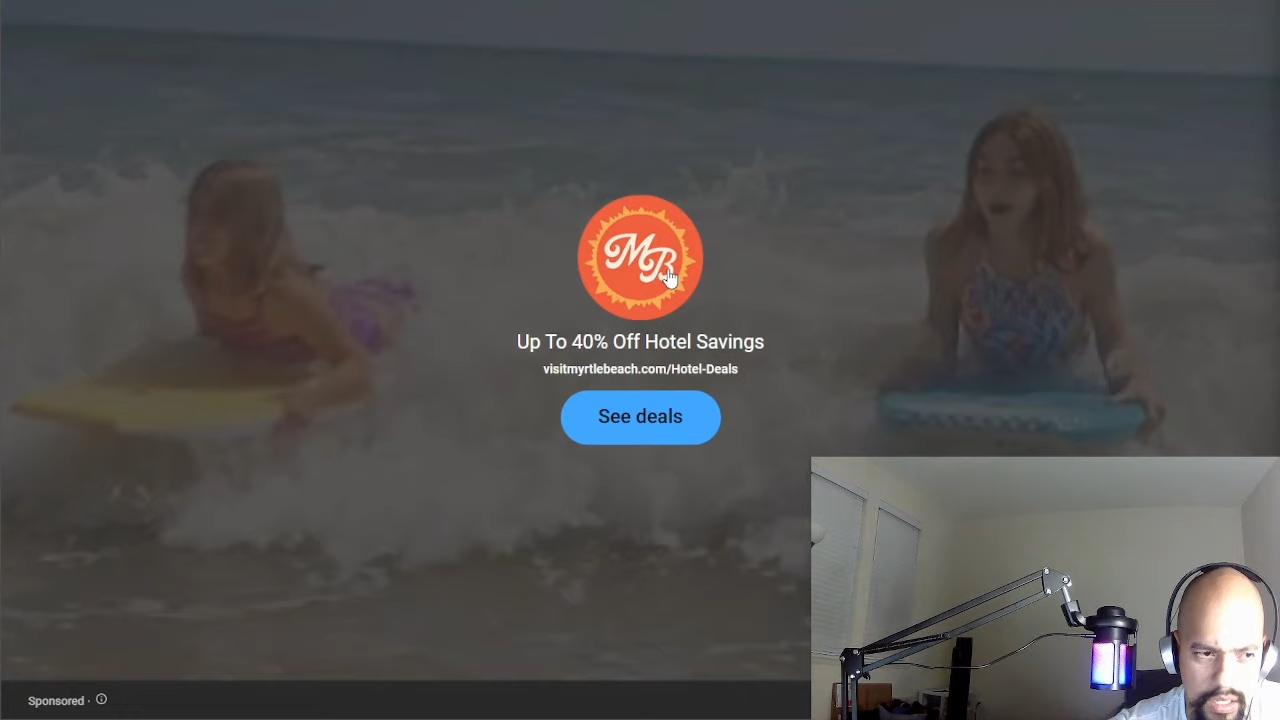 MB
Up To 40% Off Hotel Savings
visitmyrtlebeach.com/Hotel-Deals
See deals
Sponsored ·